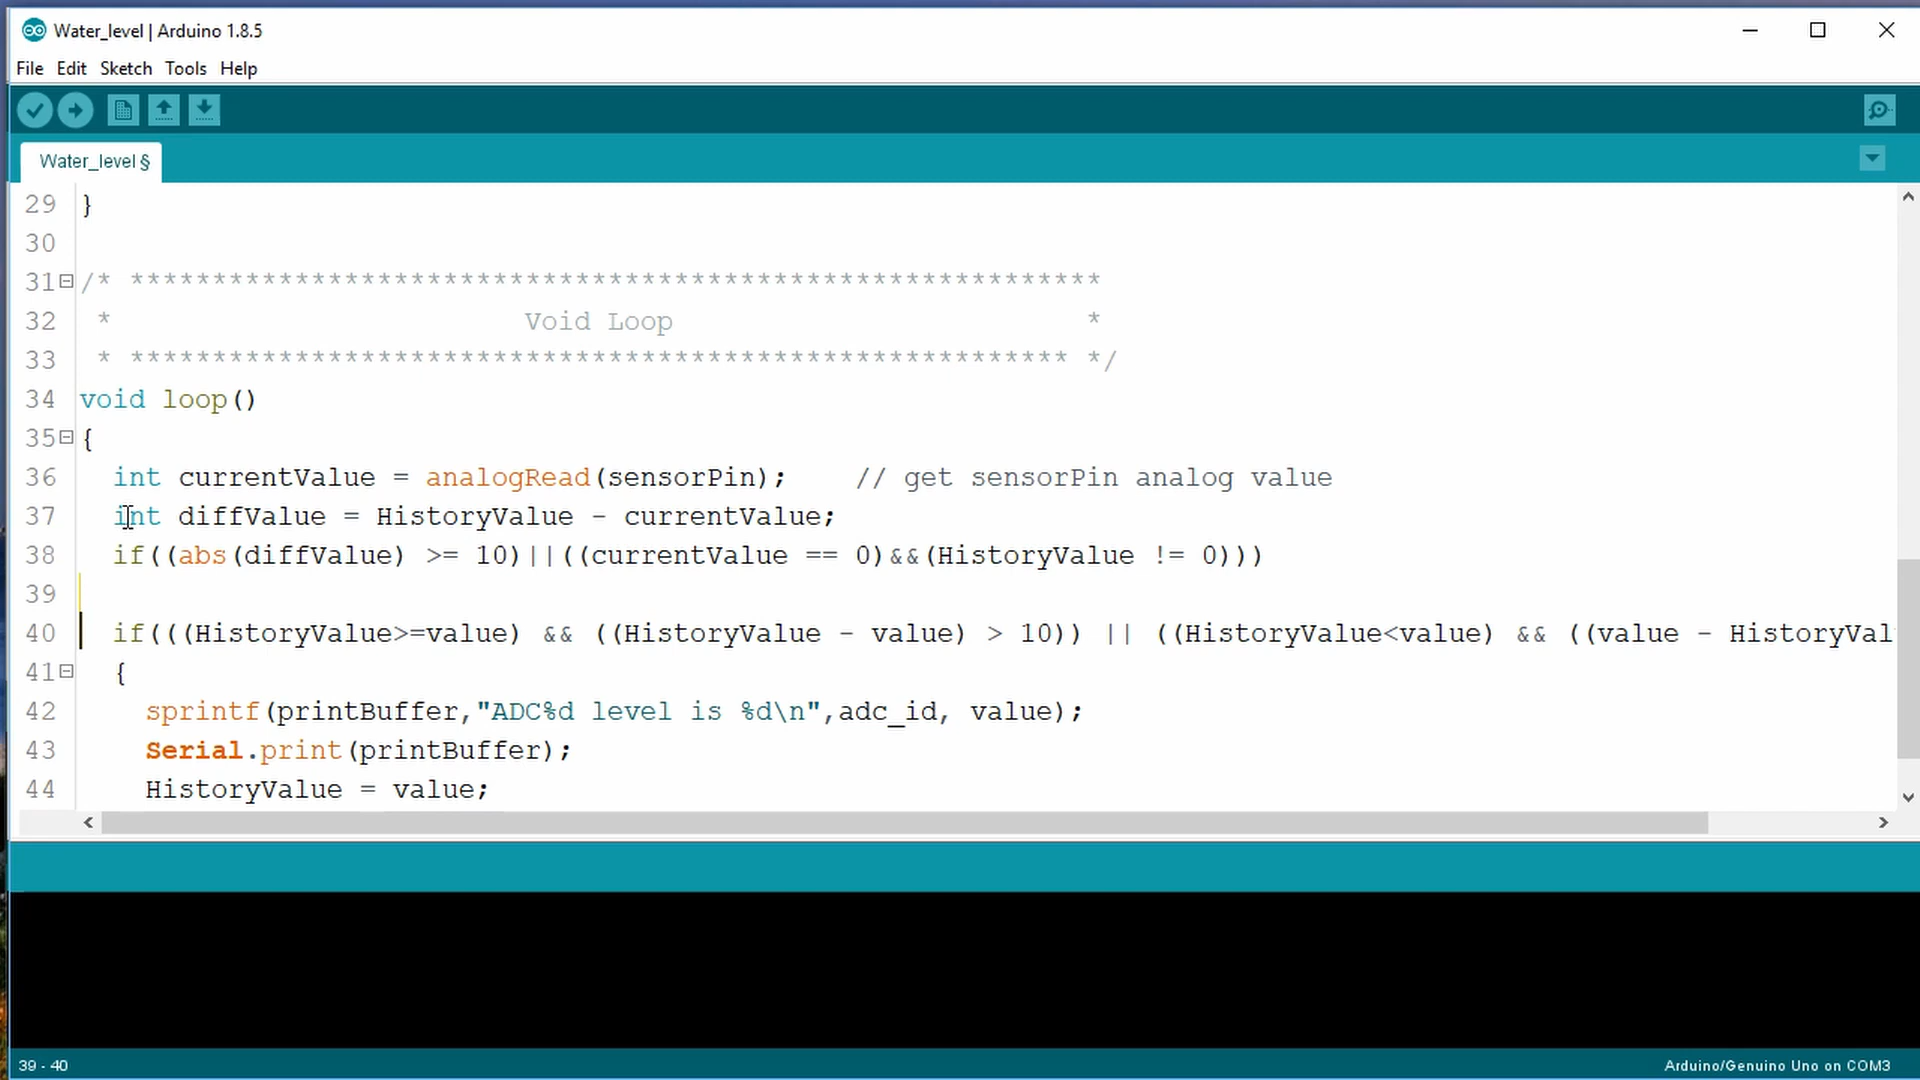 Water_level | Arduino 1.8.5
File Edit Sketch Tools Help
Water_level §
29 }
30
31 /* ***********************************************************
32  *                         Void Loop                         *
33  * ********************************************************* */
34 void loop()
35 {
36   int currentValue = analogRead(sensorPin);    // get sensorPin analog value
37   int diffValue = HistoryValue - currentValue;
38   if((abs(diffValue) >= 10)||((currentValue == 0)&&(HistoryValue != 0)))
39
40   if(((HistoryValue>=value) && ((HistoryValue - value) > 10)) || ((HistoryValue<value) && ((value - HistoryVal
41   {
42     sprintf(printBuffer,"ADC%d level is %d\n",adc_id, value);
43     Serial.print(printBuffer);
44     HistoryValue = value;
39 - 40
Arduino/Genuino Uno on COM3